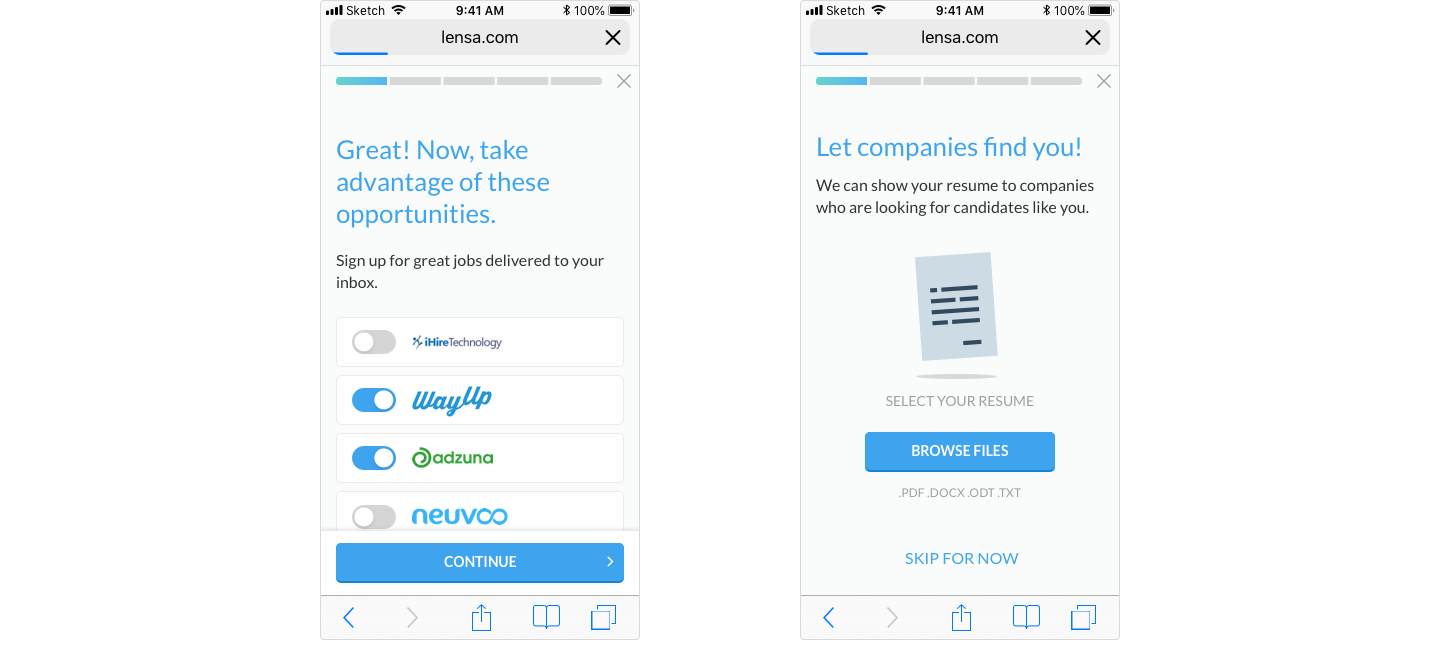 Sketch 9:41 AM 100%
lensa.com
Great! Now, take
advantage of these
opportunities.
Sign up for great jobs delivered to your
inbox.
iHireTechnology
WayUp
adzuna
neuvoo
CONTINUE
Sketch 9:41 AM 100%
lensa.com
Let companies find you!
We can show your resume to companies
who are looking for candidates like you.
SELECT YOUR RESUME
BROWSE FILES
.PDF .DOCX .ODT .TXT
SKIP FOR NOW